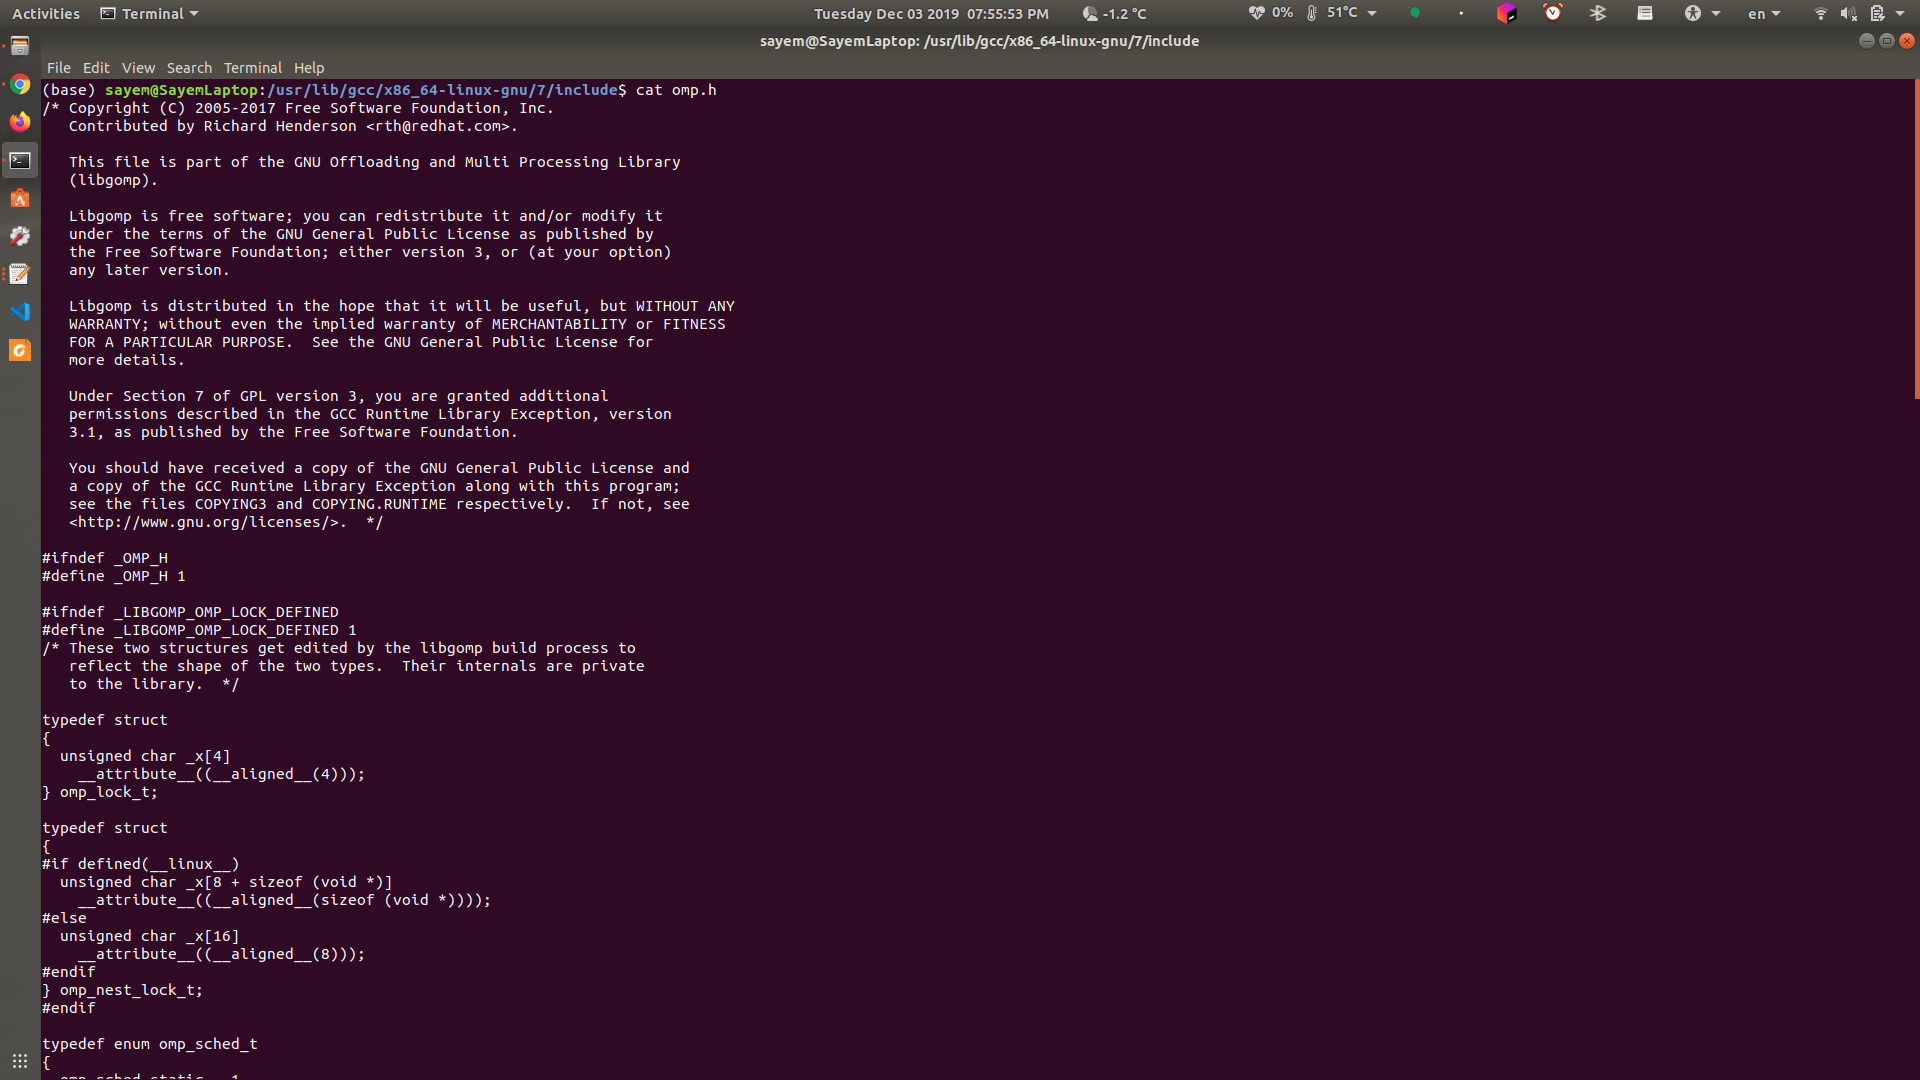 Activities Terminal Tuesday Dec 03 2019 07:55:53 PM -1.2 °C 0% 51°C en
sayem@SayemLaptop: /usr/lib/gcc/x86_64-linux-gnu/7/include
File Edit View Search Terminal Help
(base) sayem@SayemLaptop:/usr/lib/gcc/x86_64-linux-gnu/7/include$ cat omp.h
/* Copyright (C) 2005-2017 Free Software Foundation, Inc.
   Contributed by Richard Henderson <rth@redhat.com>.

   This file is part of the GNU Offloading and Multi Processing Library
   (libgomp).

   Libgomp is free software; you can redistribute it and/or modify it
   under the terms of the GNU General Public License as published by
   the Free Software Foundation; either version 3, or (at your option)
   any later version.

   Libgomp is distributed in the hope that it will be useful, but WITHOUT ANY
   WARRANTY; without even the implied warranty of MERCHANTABILITY or FITNESS
   FOR A PARTICULAR PURPOSE.  See the GNU General Public License for
   more details.

   Under Section 7 of GPL version 3, you are granted additional
   permissions described in the GCC Runtime Library Exception, version
   3.1, as published by the Free Software Foundation.

   You should have received a copy of the GNU General Public License and
   a copy of the GCC Runtime Library Exception along with this program;
   see the files COPYING3 and COPYING.RUNTIME respectively.  If not, see
   <http://www.gnu.org/licenses/>.  */

#ifndef _OMP_H
#define _OMP_H 1

#ifndef _LIBGOMP_OMP_LOCK_DEFINED
#define _LIBGOMP_OMP_LOCK_DEFINED 1
/* These two structures get edited by the libgomp build process to
   reflect the shape of the two types.  Their internals are private
   to the library.  */

typedef struct
{
  unsigned char _x[4]
    __attribute__((__aligned__(4)));
} omp_lock_t;

typedef struct
{
#if defined(__linux__)
  unsigned char _x[8 + sizeof (void *)]
    __attribute__((__aligned__(sizeof (void *))));
#else
  unsigned char _x[16]
    __attribute__((__aligned__(8)));
#endif
} omp_nest_lock_t;
#endif

typedef enum omp_sched_t
{
  omp_sched_static = 1